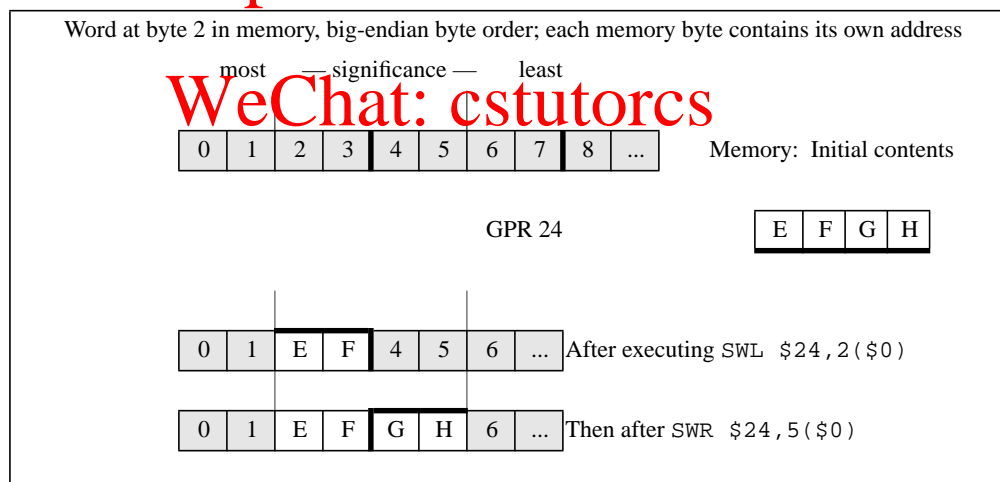 Word at byte 2 in memory, big-endian byte order; each memory byte contains its own address
most — significance — least
WeChat: cstutorcs
0 1 2 3 4 5 6 7 8 ... Memory: Initial contents
GPR 24 E F G H
0 1 E F 4 5 6 ... After executing SWL $24,2($0)
0 1 E F G H 6 ... Then after SWR $24,5($0)